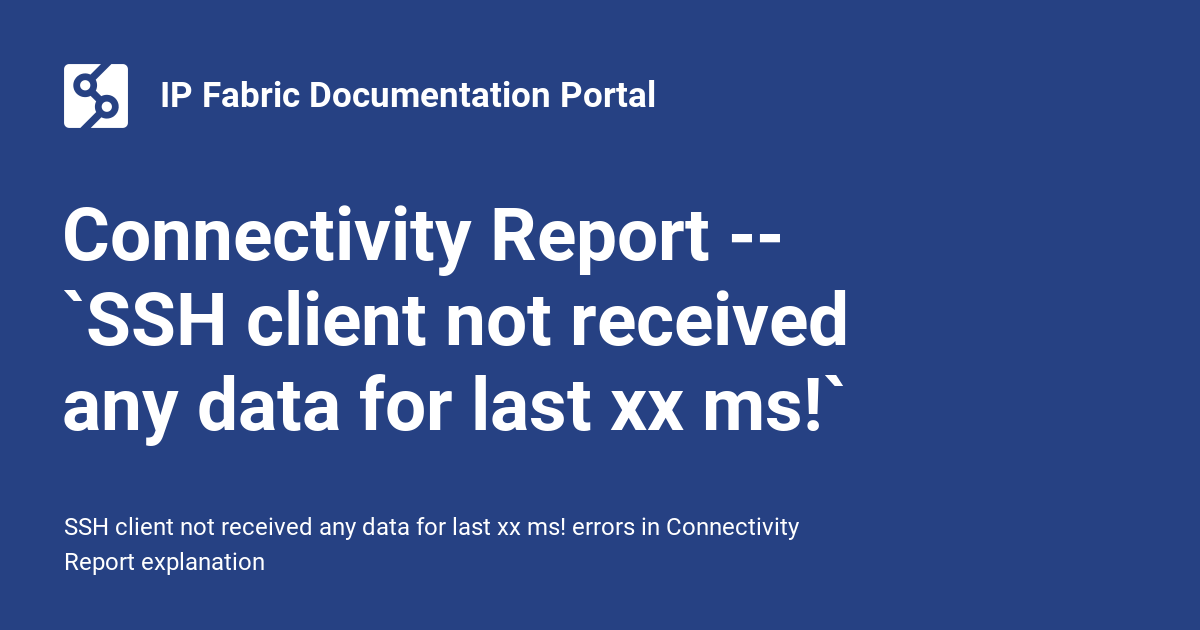 IP Fabric Documentation Portal
Connectivity Report --
`SSH client not received
any data for last xx ms!`
SSH client not received any data for last xx ms! errors in Connectivity
Report explanation